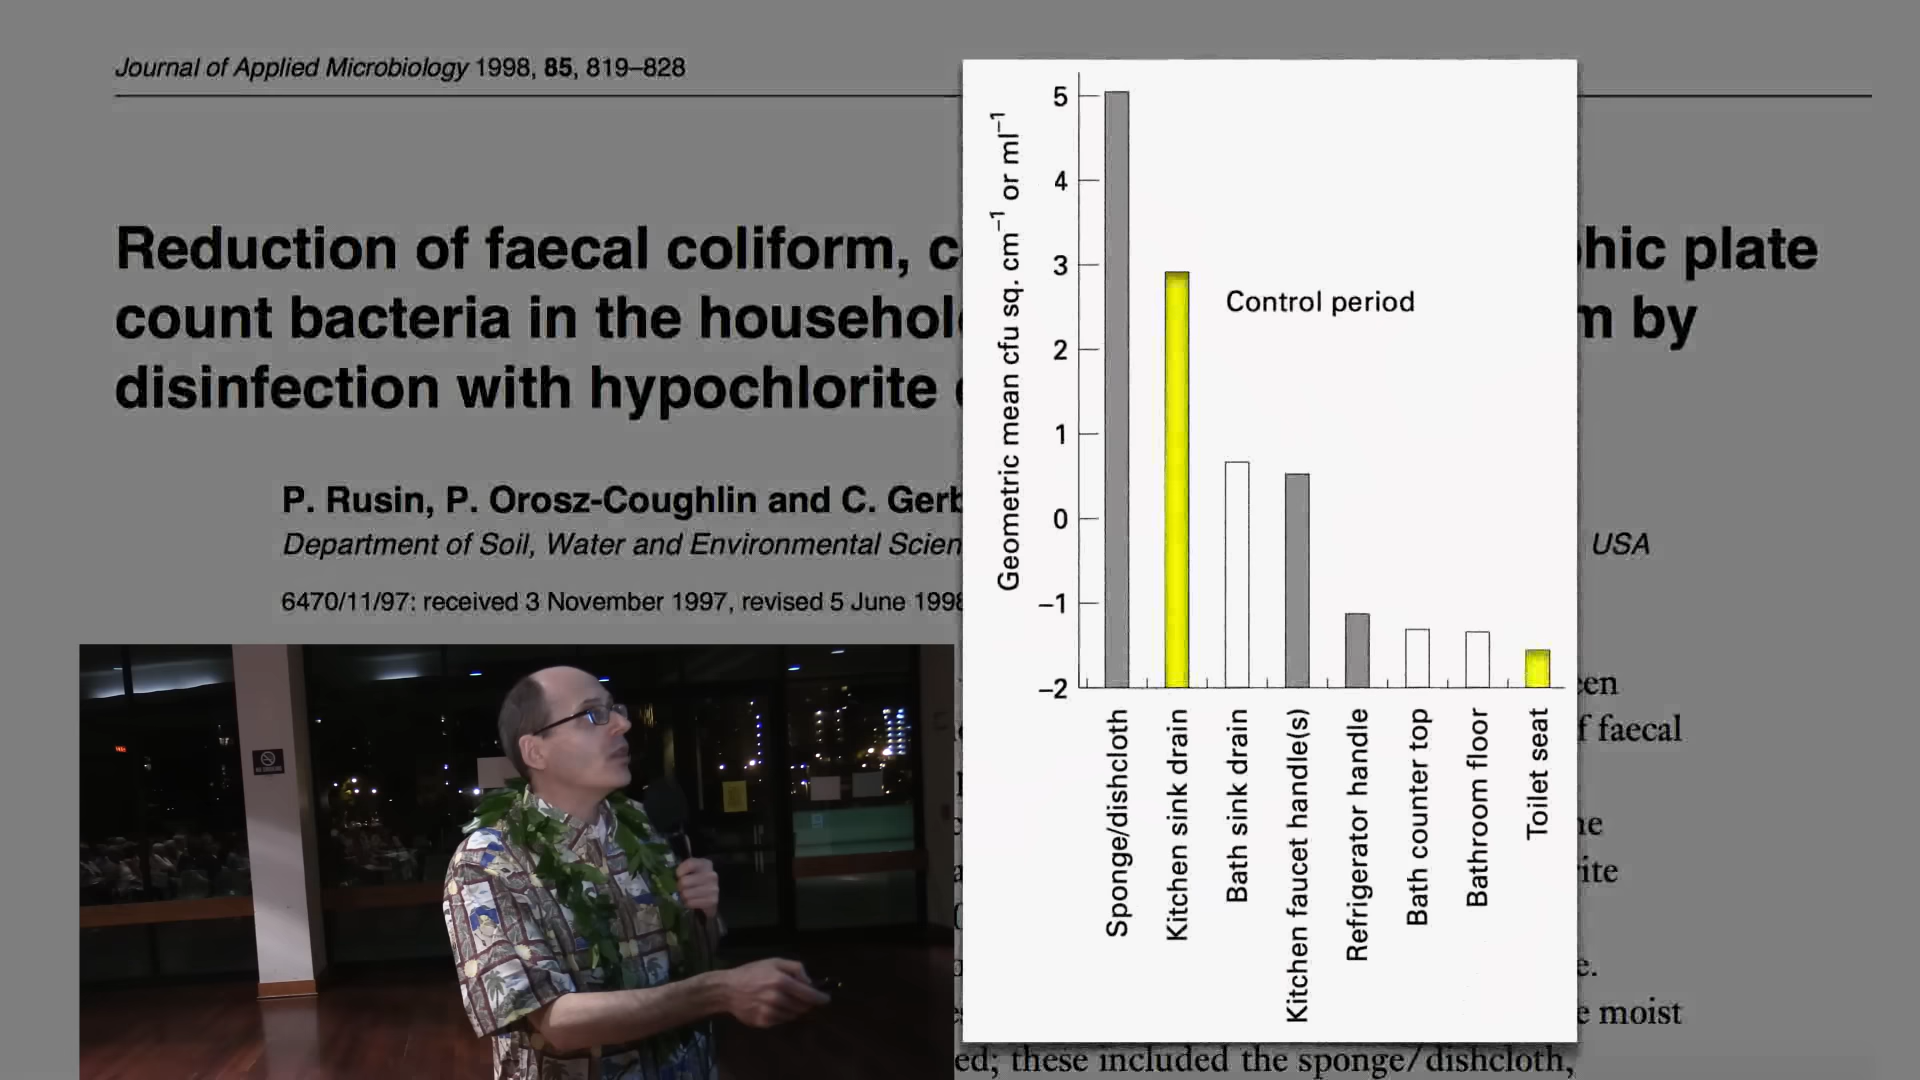 Journal of Applied Microbiology 1998, 85, 819–828
Reduction of faecal coliform, c
phic plate
count bacteria in the househol
m by
disinfection with hypochlorite
P. Rusin, P. Orosz-Coughlin and C. Gerb
Department of Soil, Water and Environmental Scien
USA
6470/11/97: received 3 November 1997, revised 5 June 1998
Geometric mean cfu sq. cm⁻¹ or ml⁻¹
5
4
3
2
1
0
–1
–2
Control period
Sponge/dishcloth
Kitchen sink drain
Bath sink drain
Kitchen faucet handle(s)
Refrigerator handle
Bath counter top
Bathroom floor
Toilet seat
een
f faecal
ne
rite
e.
e moist
ed; these included the sponge/dishcloth,